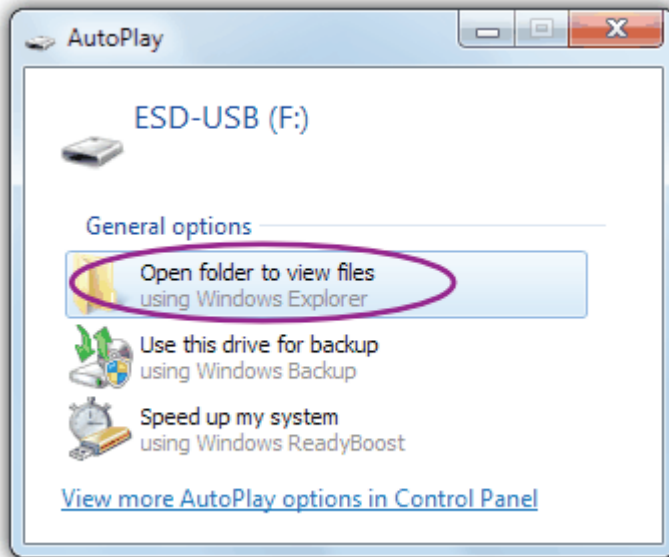 AutoPlay
ESD-USB (F:)
General options
Open folder to view files
using Windows Explorer
Use this drive for backup
using Windows Backup
Speed up my system
using Windows ReadyBoost
View more AutoPlay options in Control Panel